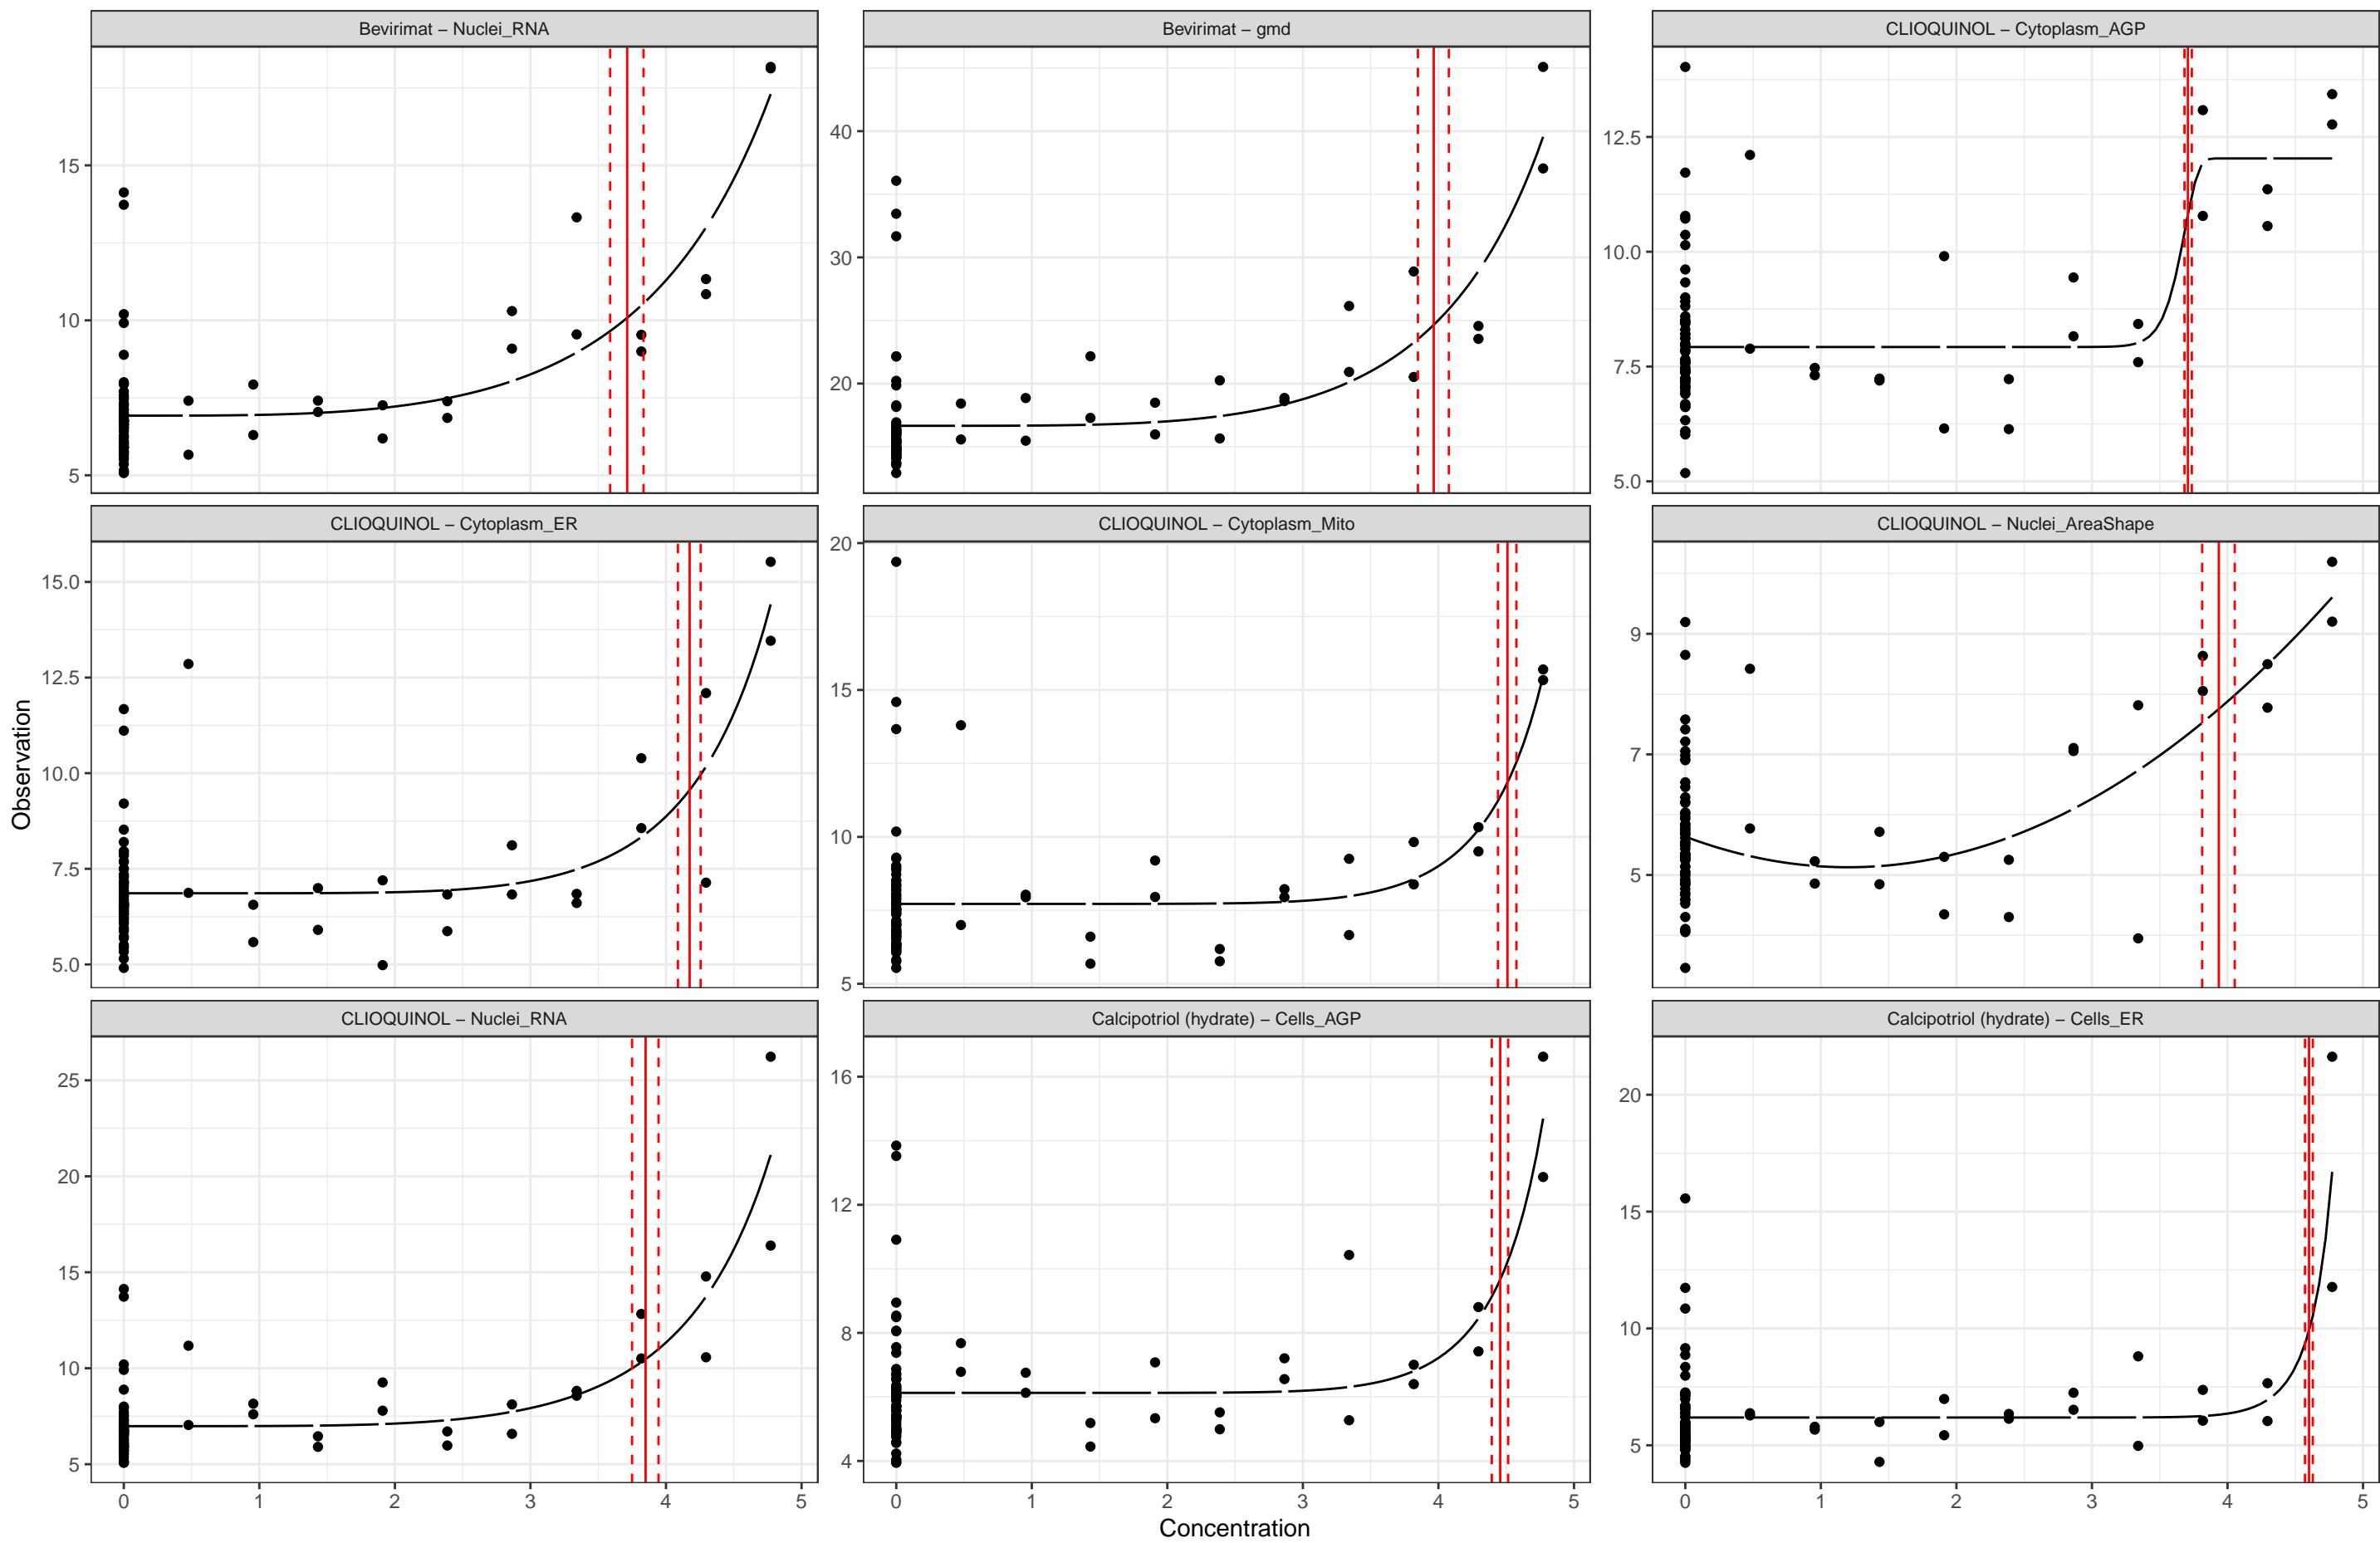 Bevirimat − Nuclei_RNA
Bevirimat − gmd
CLIOQUINOL − Cytoplasm_AGP
15
10
5
40
30
20
12.5
10.0
7.5
5.0
CLIOQUINOL − Cytoplasm_ER
CLIOQUINOL − Cytoplasm_Mito
CLIOQUINOL − Nuclei_AreaShape
15.0
12.5
10.0
7.5
5.0
20
15
10
5
9
7
5
Observation
CLIOQUINOL − Nuclei_RNA
Calcipotriol (hydrate) − Cells_AGP
Calcipotriol (hydrate) − Cells_ER
25
20
15
10
5
16
12
8
4
20
15
10
5
0 1 2 3 4 5
0 1 2 3 4 5
0 1 2 3 4 5
Concentration